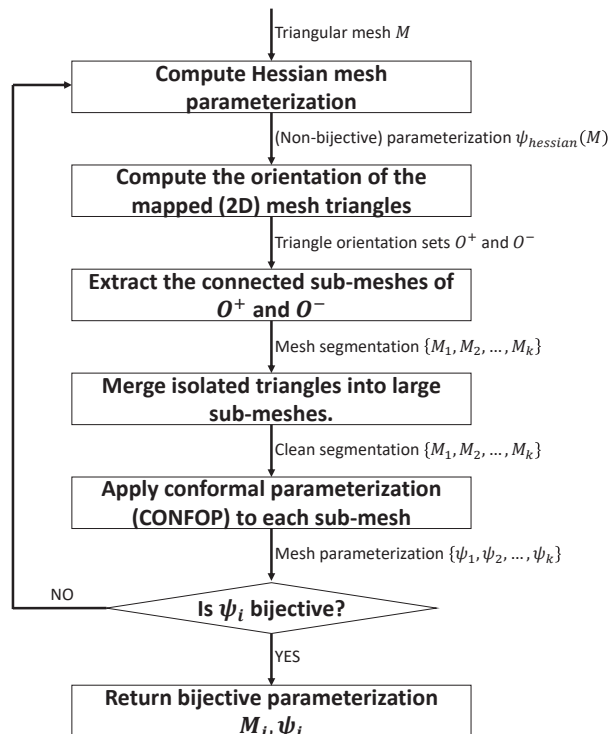 Triangular mesh M
Compute Hessian mesh
parameterization
(Non-bijective) parameterization ψ_hessian(M)
Compute the orientation of the
mapped (2D) mesh triangles
Triangle orientation sets O⁺ and O⁻
Extract the connected sub-meshes of
O⁺ and O⁻
Mesh segmentation {M₁, M₂, ..., Mₖ}
Merge isolated triangles into large
sub-meshes.
Clean segmentation {M₁, M₂, ..., Mₖ}
Apply conformal parameterization
(CONFOP) to each sub-mesh
Mesh parameterization {ψ₁, ψ₂, ..., ψₖ}
NO
Is ψᵢ bijective?
YES
Return bijective parameterization
Mᵢ, ψᵢ